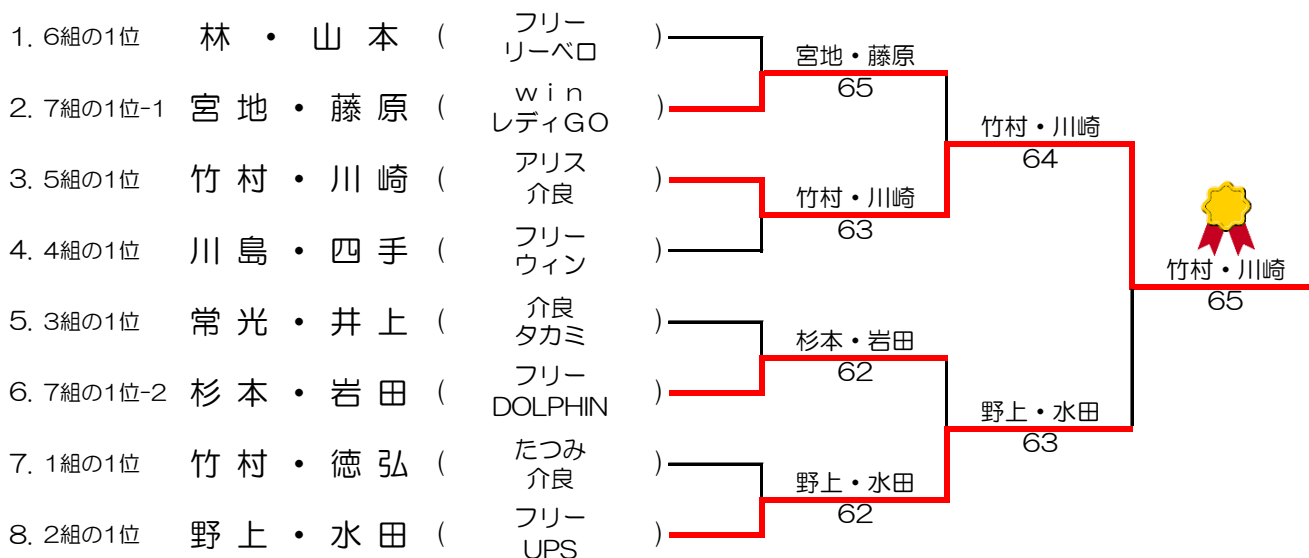 1. 6組の1位 林 ・ 山 本 ( フリー リーベロ )
2. 7組の1位-1 宮 地 ・ 藤 原 ( ｗｉｎ レディGO )
3. 5組の1位 竹 村 ・ 川 崎 ( アリス 介良 )
4. 4組の1位 川 島 ・ 四 手 ( フリー ウィン )
5. 3組の1位 常 光 ・ 井 上 ( 介良 タカミ )
6. 7組の1位-2 杉 本 ・ 岩 田 ( フリー DOLPHIN )
7. 1組の1位 竹 村 ・ 徳 弘 ( たつみ 介良 )
8. 2組の1位 野 上 ・ 水 田 ( フリー UPS )
宮地・藤原
65
竹村・川崎
63
杉本・岩田
62
野上・水田
62
竹村・川崎
64
野上・水田
63
竹村・川崎
65